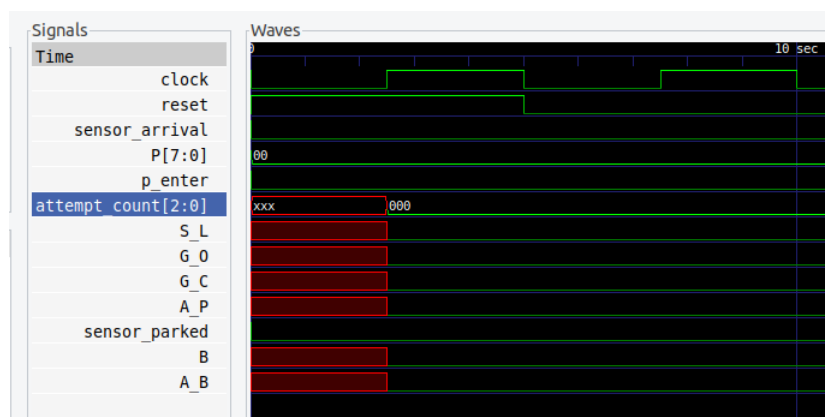 Signals
Waves
Time
0
10 sec
clock
reset
sensor_arrival
P[7:0]
00
p_enter
attempt_count[2:0]
xxx
000
S_L
G_O
G_C
A_P
sensor_parked
B
A_B